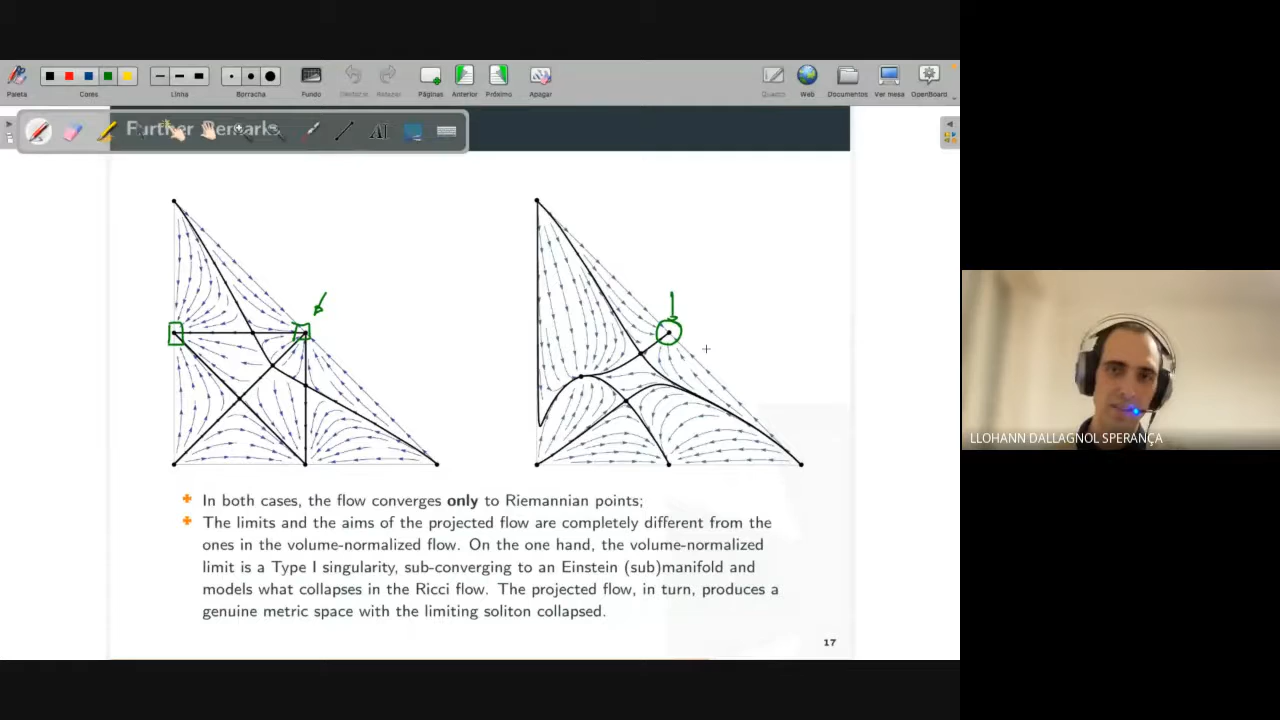 Paleta
Cores
Linha
Borracha
Fundo
Desfazer
Refazer
Páginas
Anterior
Próximo
Apagar
Quadro
Web
Documentos
Ver mesa
OpenBoard
Further Remarks
In both cases, the flow converges only to Riemannian points;
The limits and the aims of the projected flow are completely different from the
ones in the volume-normalized flow. On the one hand, the volume-normalized
limit is a Type I singularity, sub-converging to an Einstein (sub)manifold and
models what collapses in the Ricci flow. The projected flow, in turn, produces a
genuine metric space with the limiting soliton collapsed.
17
LLOHANN DALLAGNOL SPERANÇA